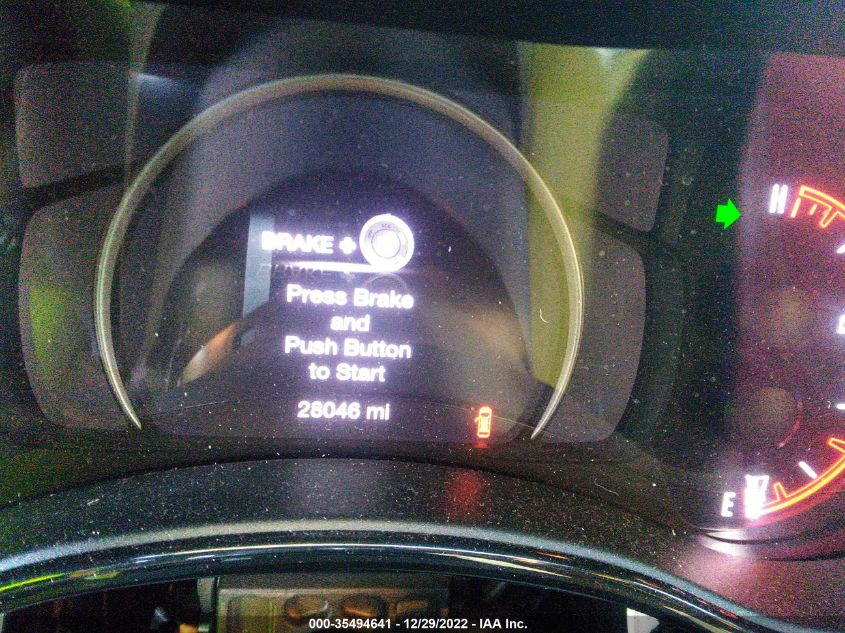 H
BRAKE +
Press Brake
and
Push Button
to Start
28046 mi
E
000-35494641 - 12/29/2022 - IAA Inc.